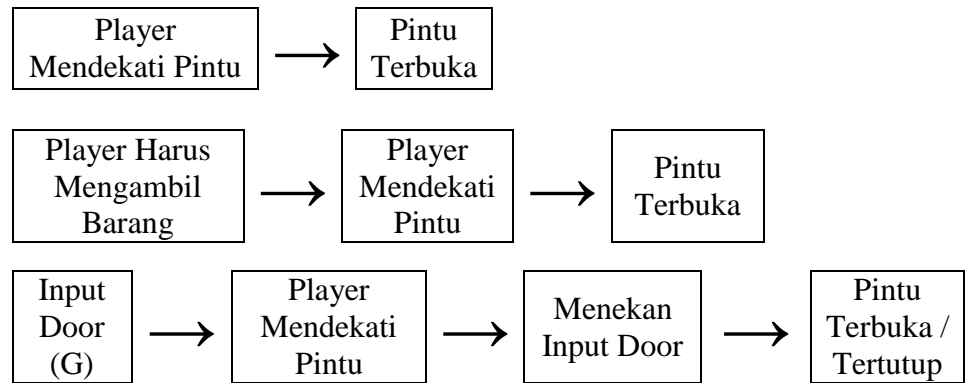 Player
Mendekati Pintu
Pintu
Terbuka
Player Harus
Mengambil
Barang
Player
Mendekati
Pintu
Pintu
Terbuka
Input
Door
(G)
Player
Mendekati
Pintu
Menekan
Input Door
Pintu
Terbuka /
Tertutup